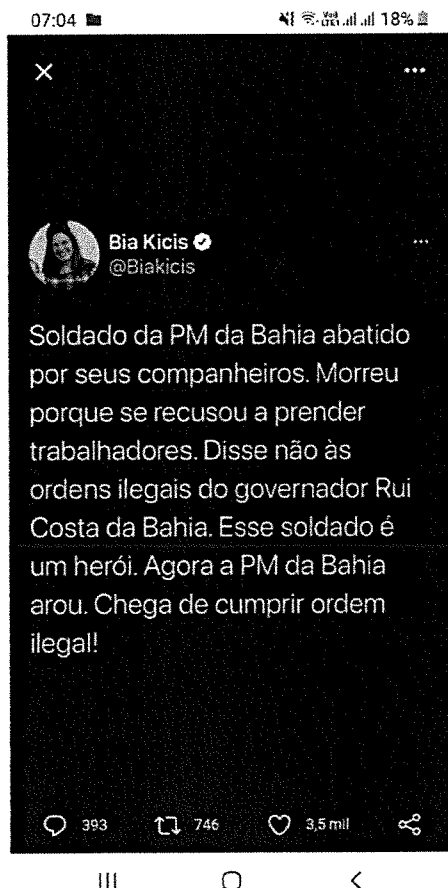 07:04
18%
Bia Kicis
@Biakicis
Soldado da PM da Bahia abatido
por seus companheiros. Morreu
porque se recusou a prender
trabalhadores. Disse não às
ordens ilegais do governador Rui
Costa da Bahia. Esse soldado é
um herói. Agora a PM da Bahia
arou. Chega de cumprir ordem
ilegal!
393 746 3,5 mil